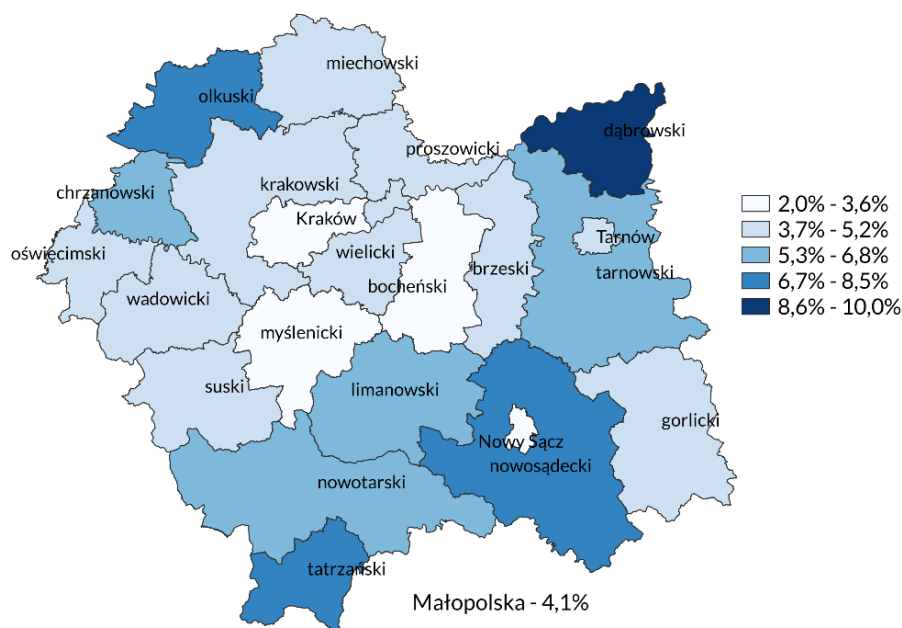 miechowski
olkuski
dąbrowski
proszowicki
chrzanowski
krakowski
Kraków
Tarnów
oświęcimski
wielicki
brzeski
tarnowski
bocheński
wadowicki
myślenicki
suski
limanowski
gorlicki
Nowy Sącz
nowosądecki
nowotarski
tatrzański
2,0% - 3,6%
3,7% - 5,2%
5,3% - 6,8%
6,7% - 8,5%
8,6% - 10,0%
Małopolska - 4,1%